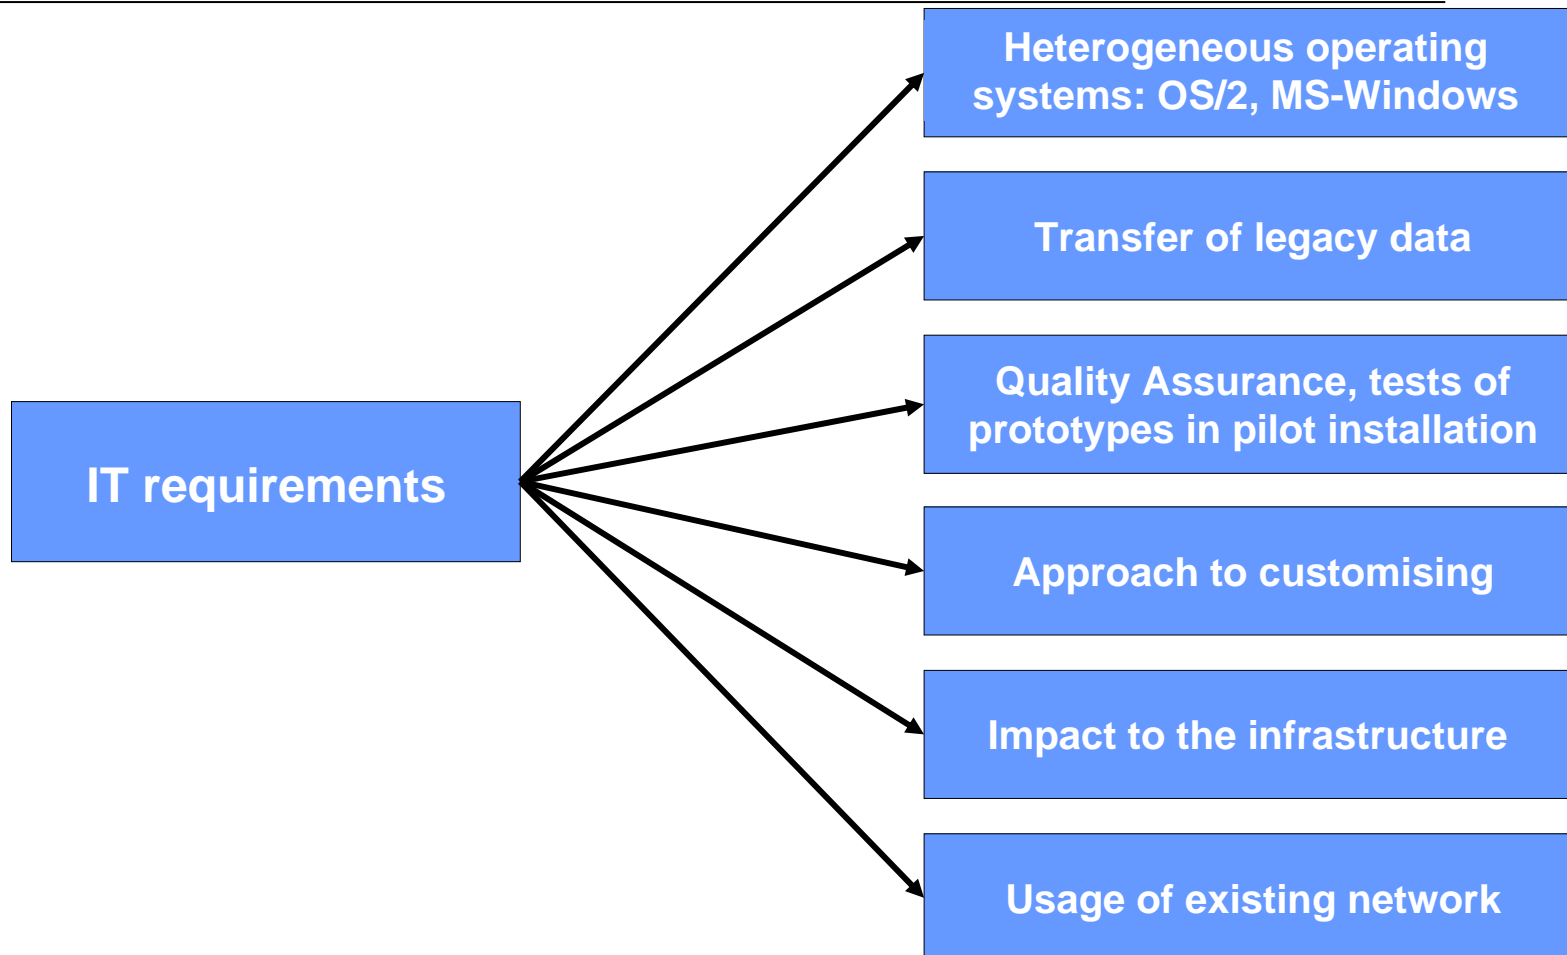 Heterogeneous operating
systems: OS/2, MS-Windows
Transfer of legacy data
Quality Assurance, tests of
prototypes in pilot installation
IT requirements
Approach to customising
Impact to the infrastructure
Usage of existing network